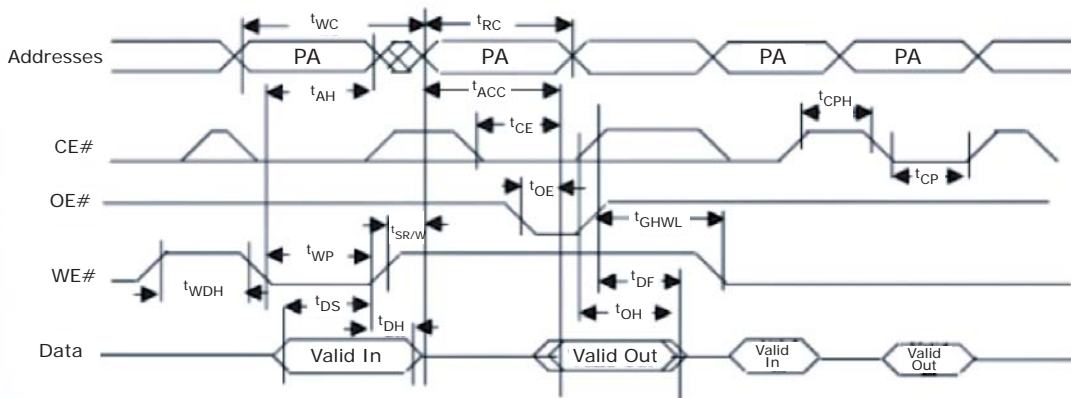 tWC
tRC
Addresses
PA
PA
PA
PA
tAH
tACC
tCPH
tCE
CE#
tCP
tOE
OE#
tGHWL
tSR/W
tWP
WE#
tWDH
tDF
tDS
tOH
tDH
Data
Valid In
Valid Out
Valid
In
Valid
Out